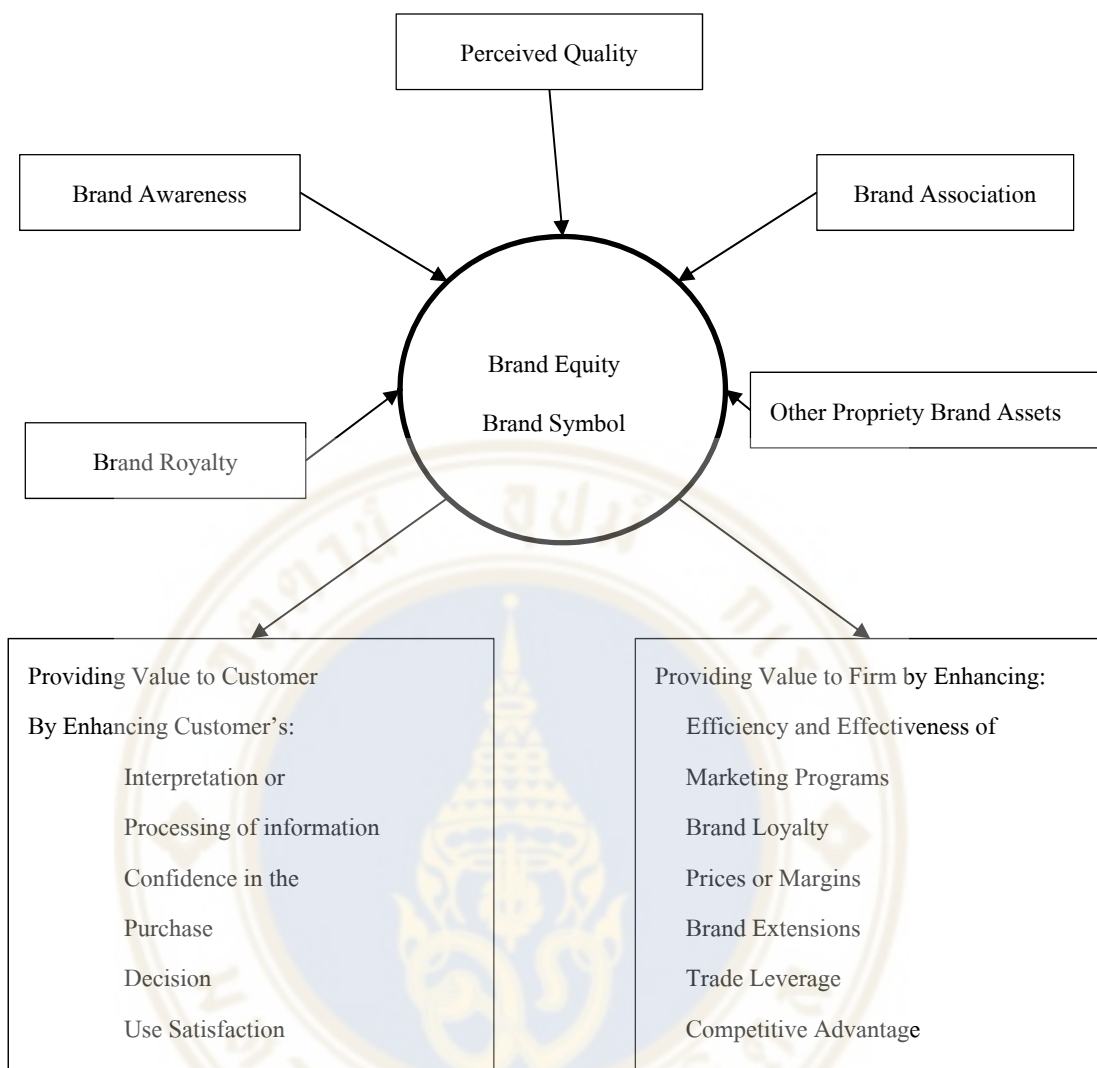 Perceived Quality
Brand Awareness
Brand Association
Brand Equity
Brand Symbol
Other Propriety Brand Assets
Brand Royalty
Providing Value to Customer
By Enhancing Customer’s:
Interpretation or
Processing of information
Confidence in the
Purchase
Decision
Use Satisfaction
Providing Value to Firm by Enhancing:
Efficiency and Effectiveness of
Marketing Programs
Brand Loyalty
Prices or Margins
Brand Extensions
Trade Leverage
Competitive Advantage